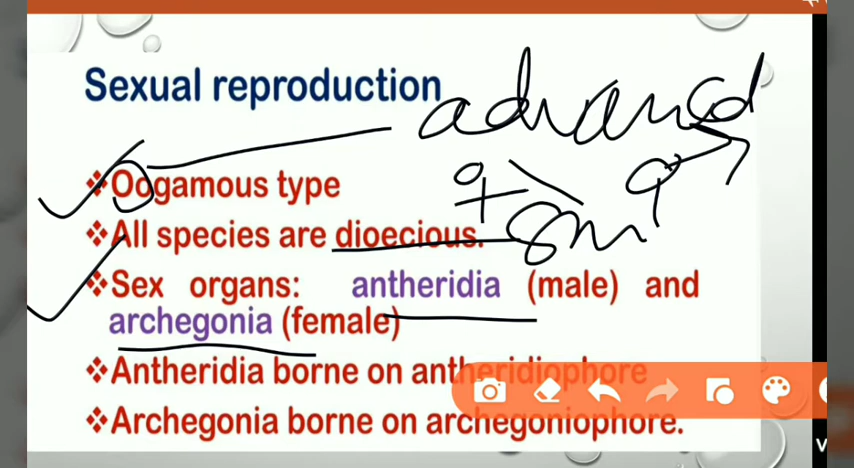 Sexual reproduction
advanced
❖Oogamous type
❖All species are dioecious.
❖Sex organs: antheridia (male) and
archegonia (female)
❖Antheridia borne on antheridiophore
❖Archegonia borne on archegoniophore.